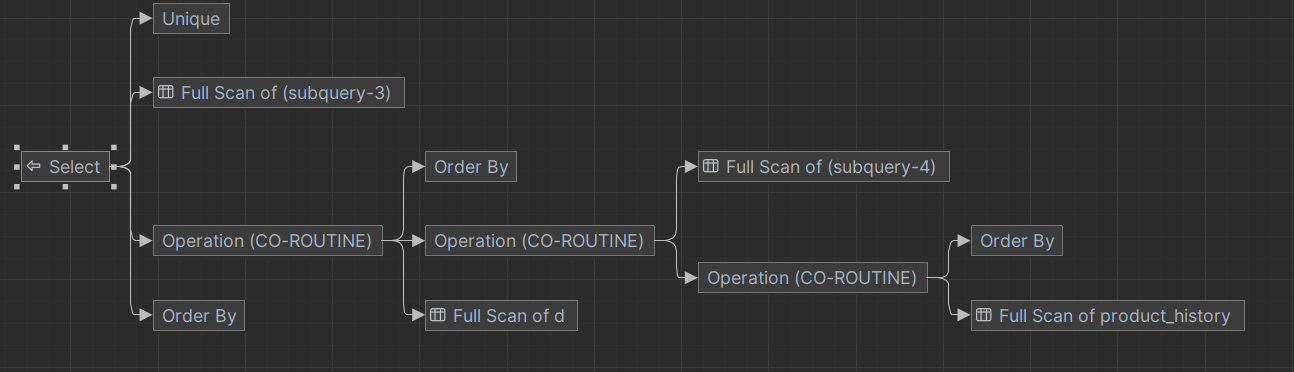 Unique
Full Scan of (subquery-3)
Select
Order By
Full Scan of (subquery-4)
Operation (CO-ROUTINE)
Operation (CO-ROUTINE)
Order By
Operation (CO-ROUTINE)
Order By
Full Scan of d
Full Scan of product_history